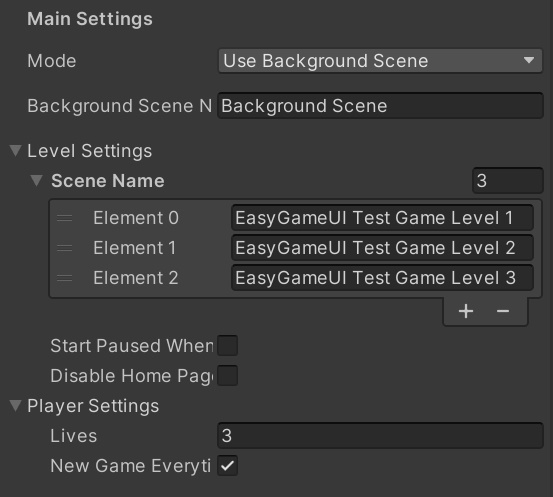 Main Settings
Mode Use Background Scene
Background Scene N Background Scene
Level Settings
Scene Name 3
Element 0 EasyGameUI Test Game Level 1
Element 1 EasyGameUI Test Game Level 2
Element 2 EasyGameUI Test Game Level 3
+ −
Start Paused When
Disable Home Pag
Player Settings
Lives 3
New Game Everyti